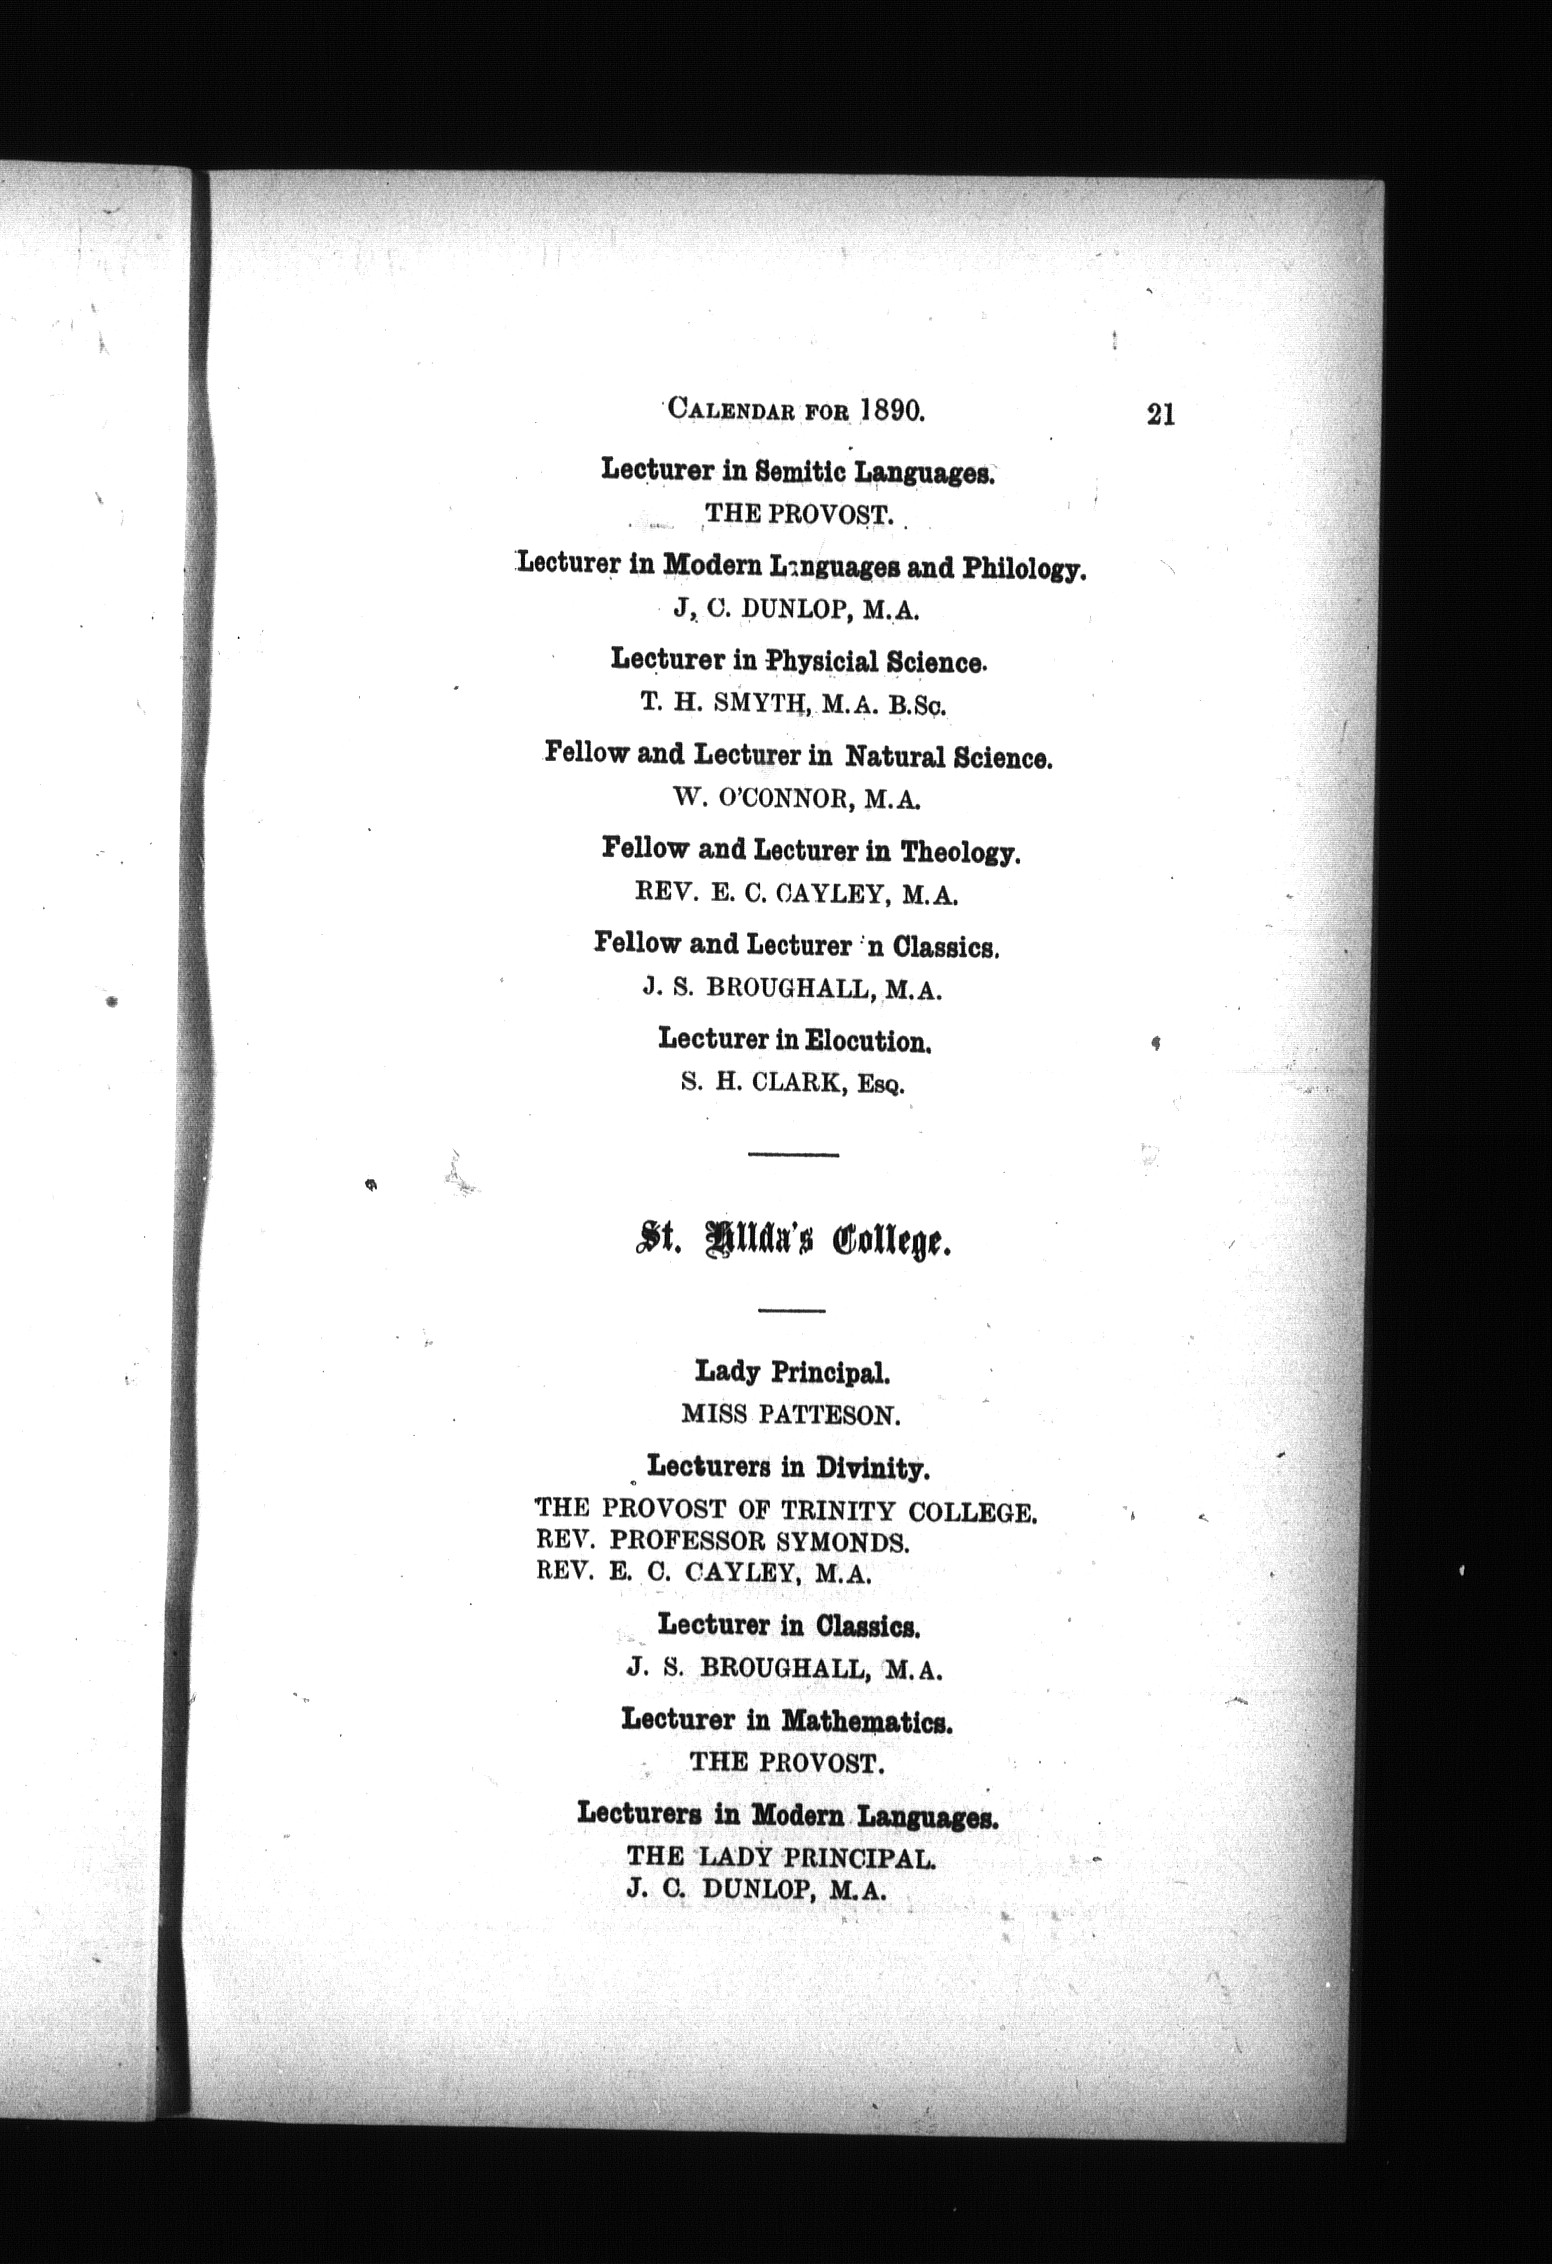 CALENDAR FOR 1890. 21
Lecturer in Semitic Languages.
THE PROVOST.
Lecturer in Modern Languages and Philology.
J, C. DUNLOP, M.A.
Lecturer in Physicial Science.
T. H. SMYTH, M.A. B.Sc.
Fellow and Lecturer in Natural Science.
W. O'CONNOR, M.A.
Fellow and Lecturer in Theology.
REV. E. C. CAYLEY, M.A.
Fellow and Lecturer in Classics.
J. S. BROUGHALL, M.A.
Lecturer in Elocution.
S. H. CLARK, ESQ.
St. Hilda's College.
Lady Principal.
MISS PATTESON.
Lecturers in Divinity.
THE PROVOST OF TRINITY COLLEGE.
REV. PROFESSOR SYMONDS.
REV. E. C. CAYLEY, M.A.
Lecturer in Classics.
J. S. BROUGHALL, M.A.
Lecturer in Mathematics.
THE PROVOST.
Lecturers in Modern Languages.
THE LADY PRINCIPAL.
J. C. DUNLOP, M.A.